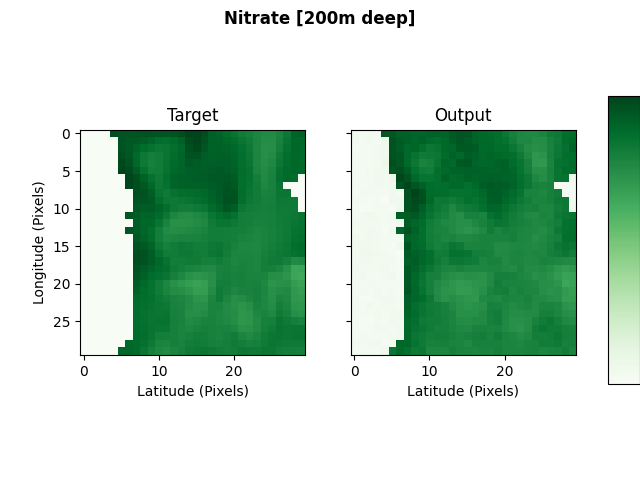 Nitrate [200m deep]
Target
Output
0
5
10
15
20
25
Longitude (Pixels)
0 10 20
0 10 20
Latitude (Pixels)
Latitude (Pixels)